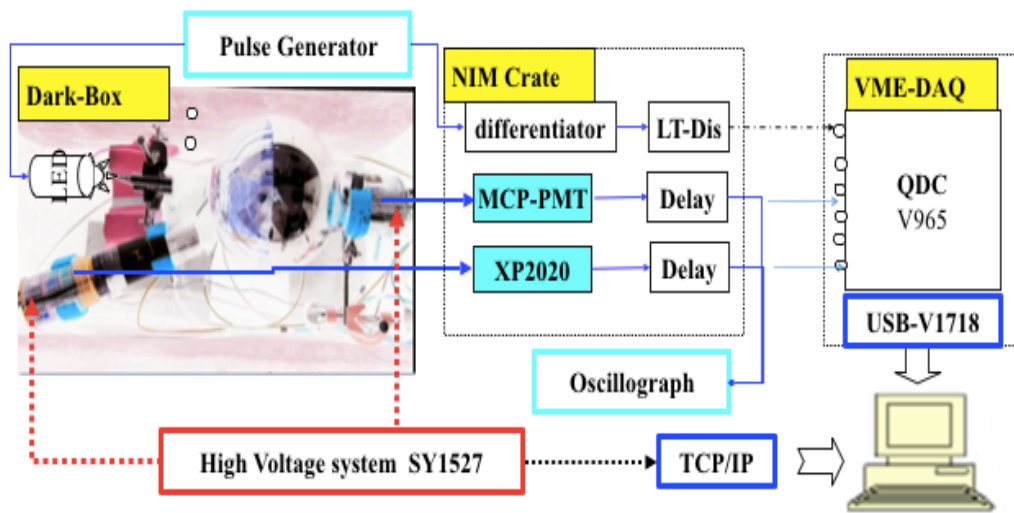 Pulse Generator
NIM Crate
VME-DAQ
Dark-Box
differentiator
LT-Dis
LED
QDC
V965
MCP-PMT
Delay
XP2020
Delay
USB-V1718
Oscillograph
High Voltage system SY1527
TCP/IP